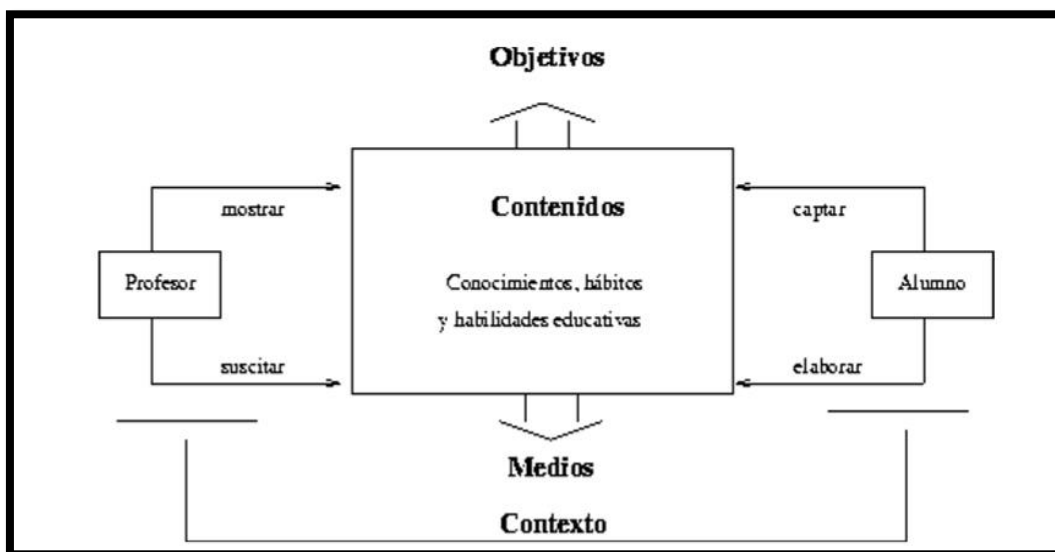 Objetivos
mostrar
Contenidos
captar
Profesor
Conocimientos, hábitos
y habilidades educativas
Alumno
suscitar
elaborar
Medios
Contexto